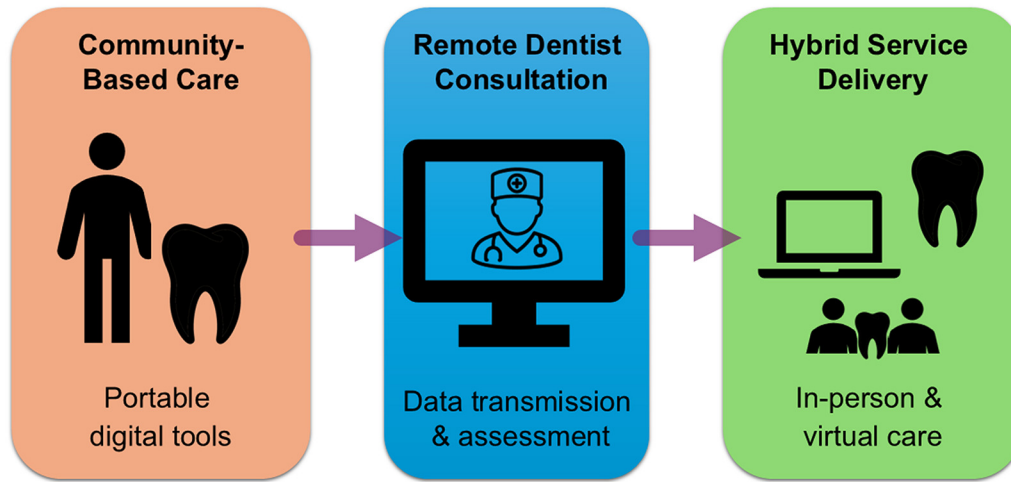 Community-
Based Care
Portable
digital tools
Remote Dentist
Consultation
Data transmission
& assessment
Hybrid Service
Delivery
In-person &
virtual care